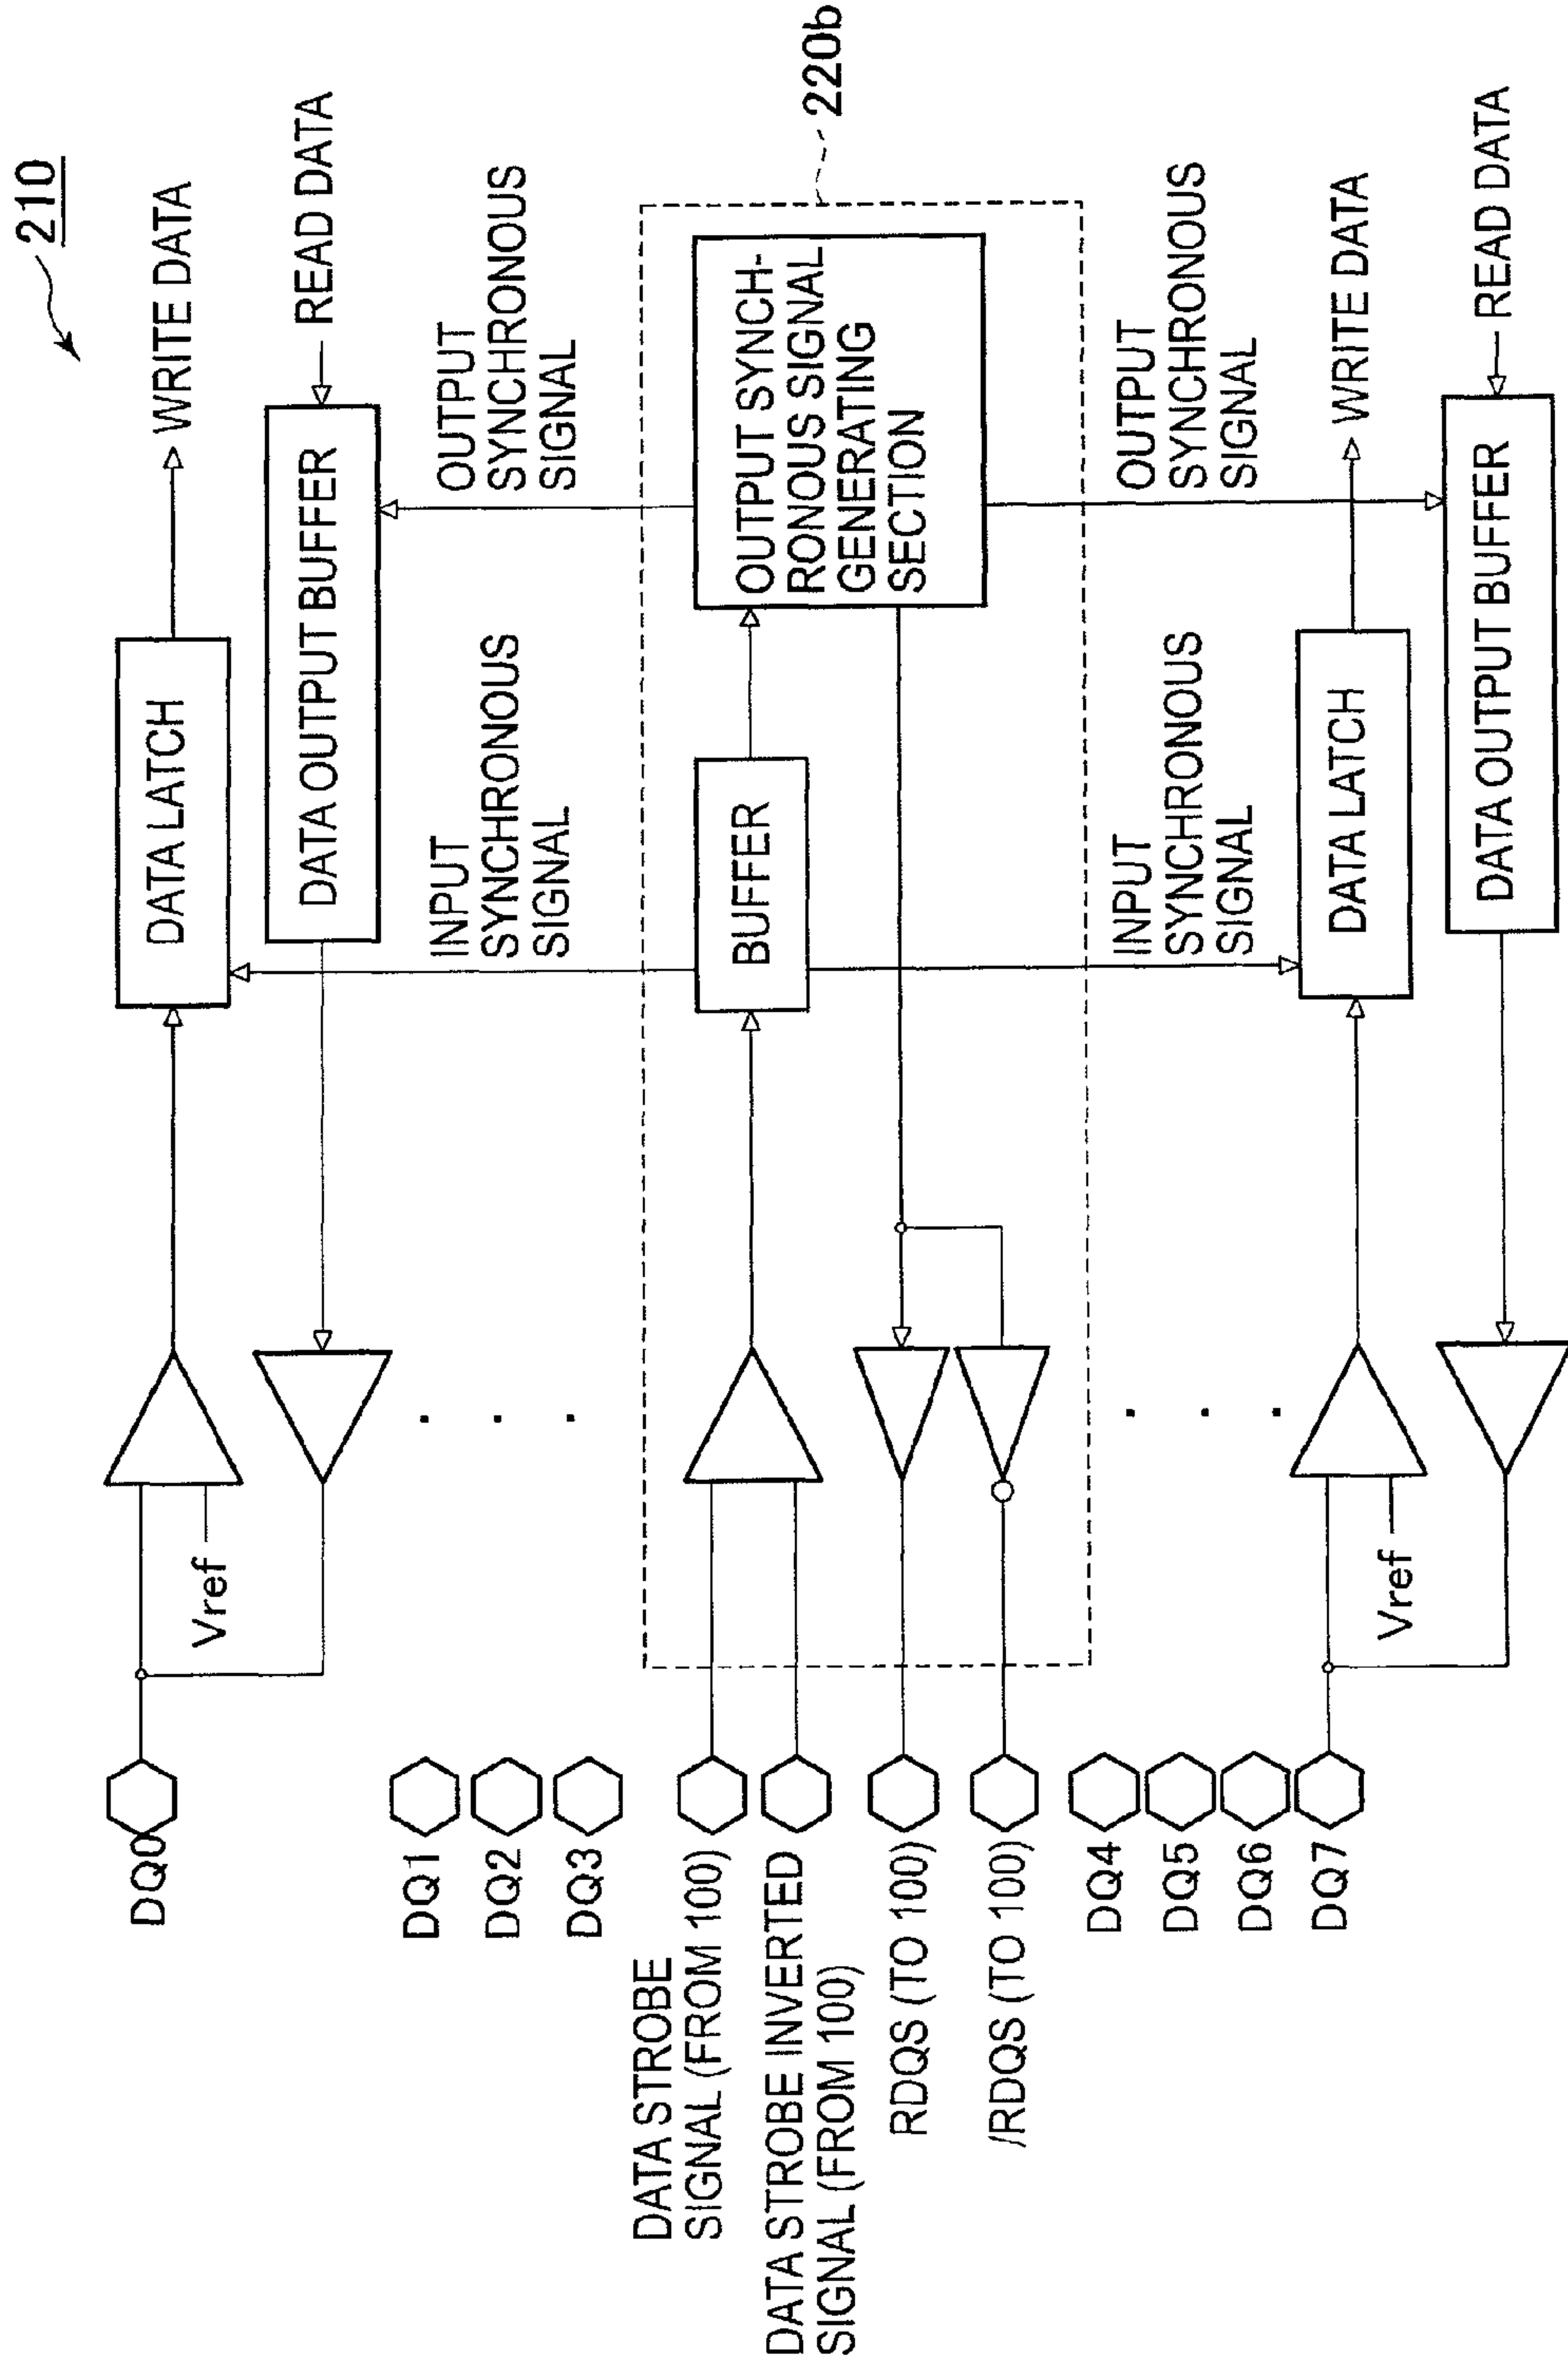 210
DQ0
Vref
DATA LATCH
WRITE DATA
DATA OUTPUT BUFFER
READ DATA
DQ1
DQ2
DQ3
INPUT
SYNCHRONOUS
SIGNAL
OUTPUT
SYNCHRONOUS
SIGNAL
220b
DATA STROBE
SIGNAL (FROM 100)
DATA STROBE INVERTED
SIGNAL (FROM 100)
RDQS (TO 100)
/RDQS (TO 100)
BUFFER
OUTPUT SYNCH-
RONOUS SIGNAL
GENERATING
SECTION
DQ4
DQ5
DQ6
DQ7
INPUT
SYNCHRONOUS
SIGNAL
OUTPUT
SYNCHRONOUS
SIGNAL
Vref
DATA LATCH
WRITE DATA
DATA OUTPUT BUFFER
READ DATA